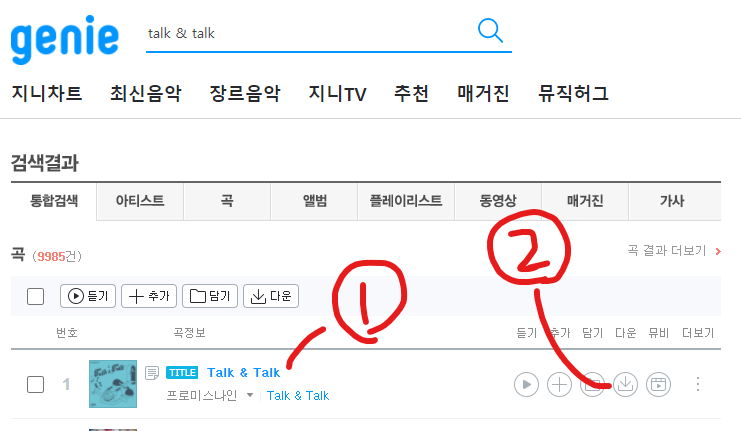 genie talk & talk
지니차트 최신음악 장르음악 지니TV 추천 매거진 뮤직허그
검색결과
통합검색 아티스트 곡 앨범 플레이리스트 동영상 매거진 가사
곡 (9985건) 곡 결과 더보기 >
듣기 추가 담기 다운
번호 곡정보 듣기 추가 담기 다운 뮤비 더보기
1 TITLE Talk & Talk
프로미스나인 Talk & Talk
1
2